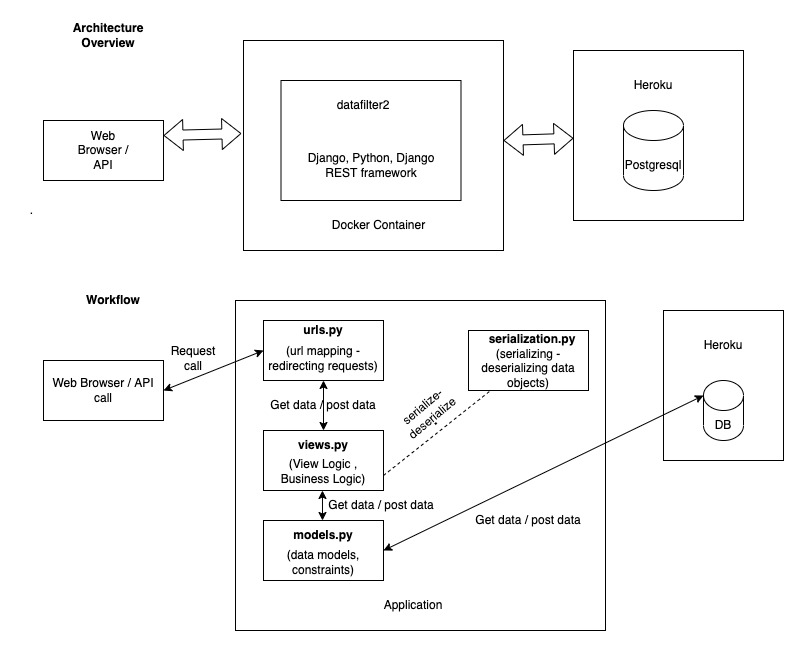 Architecture
Overview
Web
Browser /
API
datafilter2
Django, Python, Django
REST framework
Docker Container
Heroku
Postgresql
.
Workflow
Web Browser / API
call
Request
call
urls.py
(url mapping -
redirecting requests)
Get data / post data
views.py
(View Logic ,
Business Logic)
Get data / post data
models.py
(data models,
constraints)
serialization.py
(serializing -
deserializing data
objects)
serialize-
deserialize
Get data / post data
Application
Heroku
DB